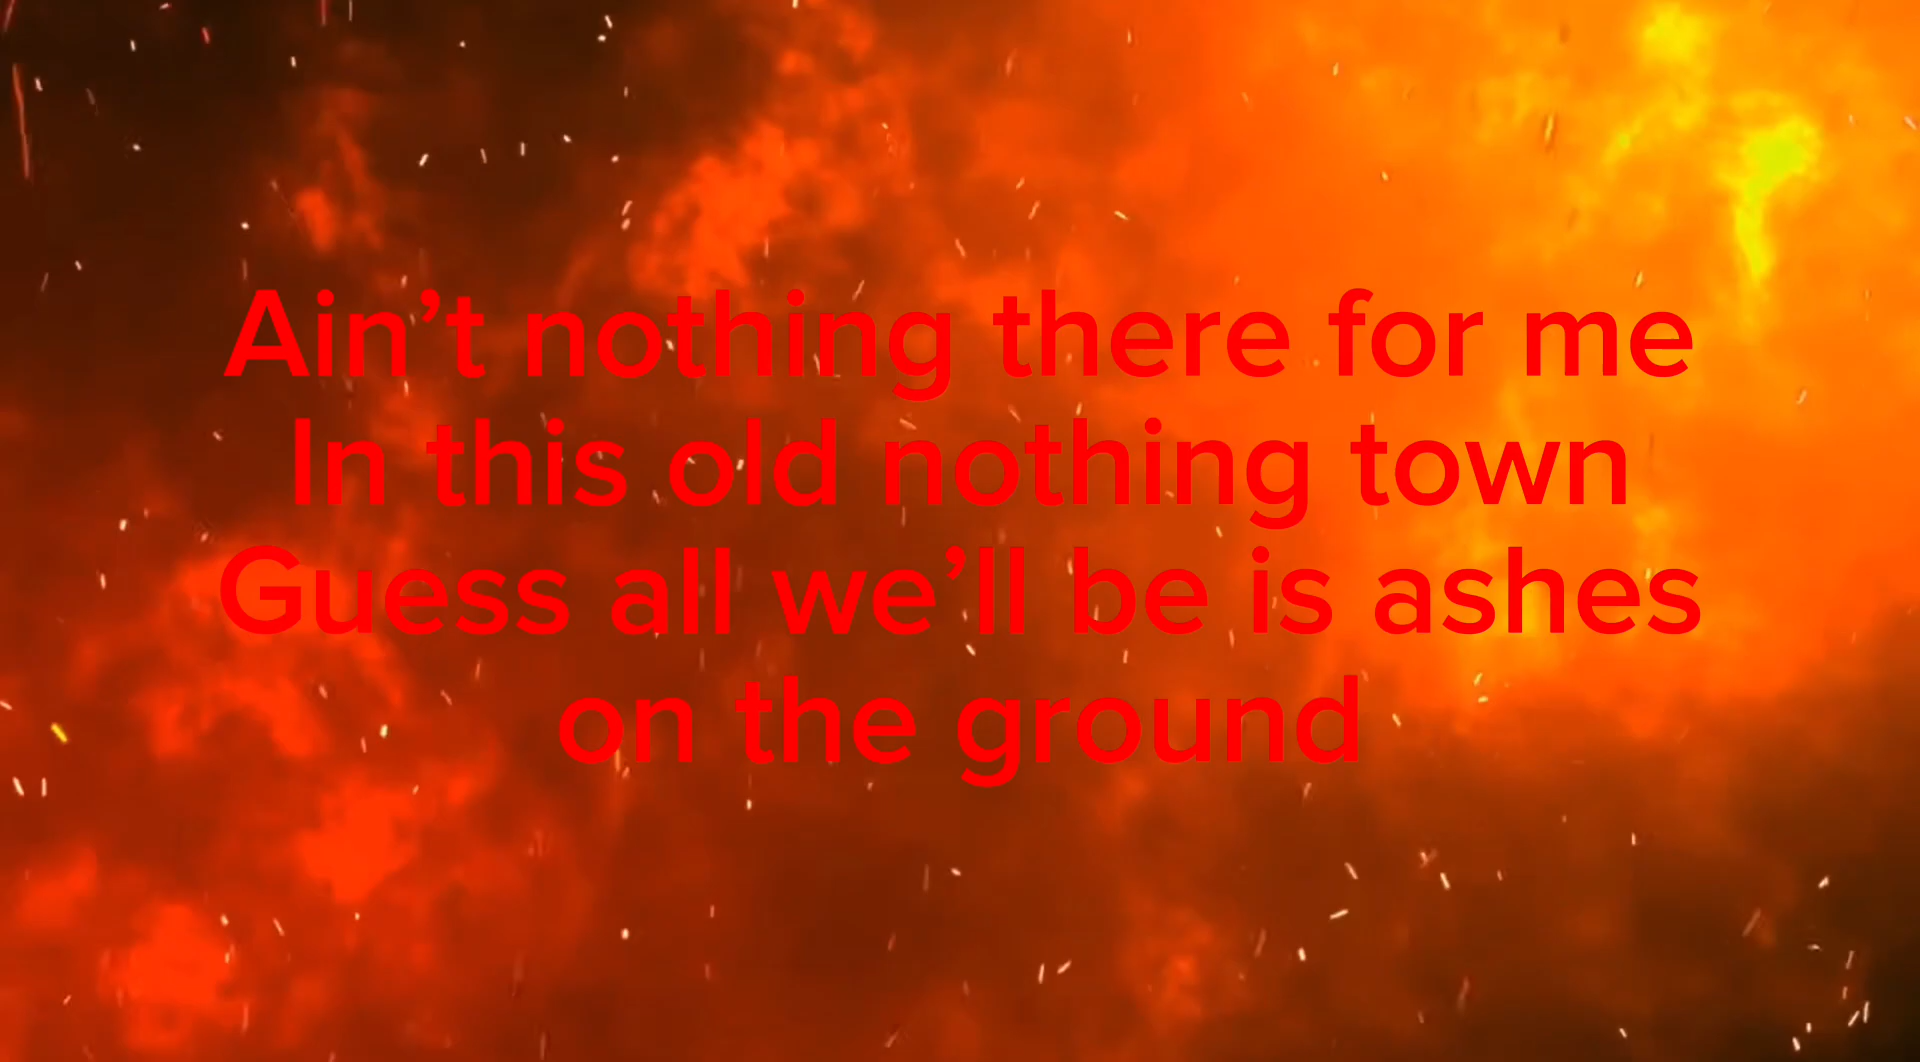 Ain’t nothing there for me
In this old nothing town
Guess all we’ll be is ashes
on the ground